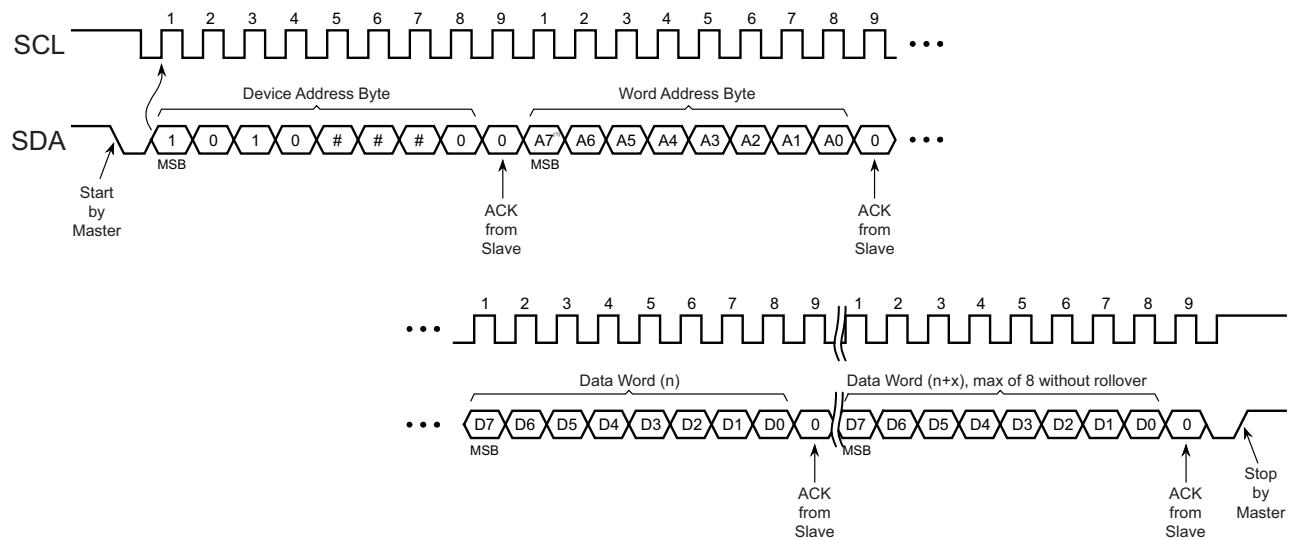 1 2 3 4 5 6 7 8 9 1 2 3 4 5 6 7 8 9
SCL
Device Address Byte Word Address Byte
SDA 1 0 1 0 # # # 0 0 A7 A6 A5 A4 A3 A2 A1 A0 0
MSB MSB
Start
by
Master
ACK
from
Slave
ACK
from
Slave
1 2 3 4 5 6 7 8 9 1 2 3 4 5 6 7 8 9
Data Word (n) Data Word (n+x), max of 8 without rollover
D7 D6 D5 D4 D3 D2 D1 D0 0 D7 D6 D5 D4 D3 D2 D1 D0 0
MSB MSB
ACK
from
Slave
ACK
from
Slave
Stop
by
Master